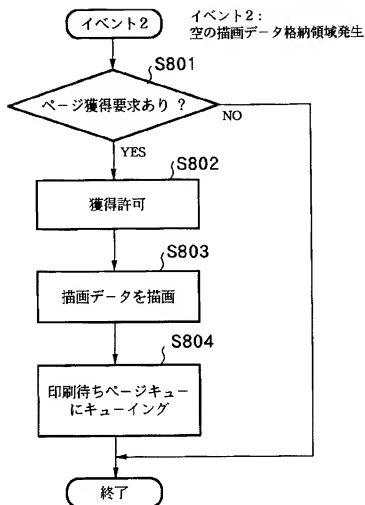 イベント2
イベント2：
空の描画データ格納領域発生
S801
ページ獲得要求あり ?
NO
YES
S802
獲得許可
S803
描画データを描画
S804
印刷待ちページキュー
にキューイング
終了